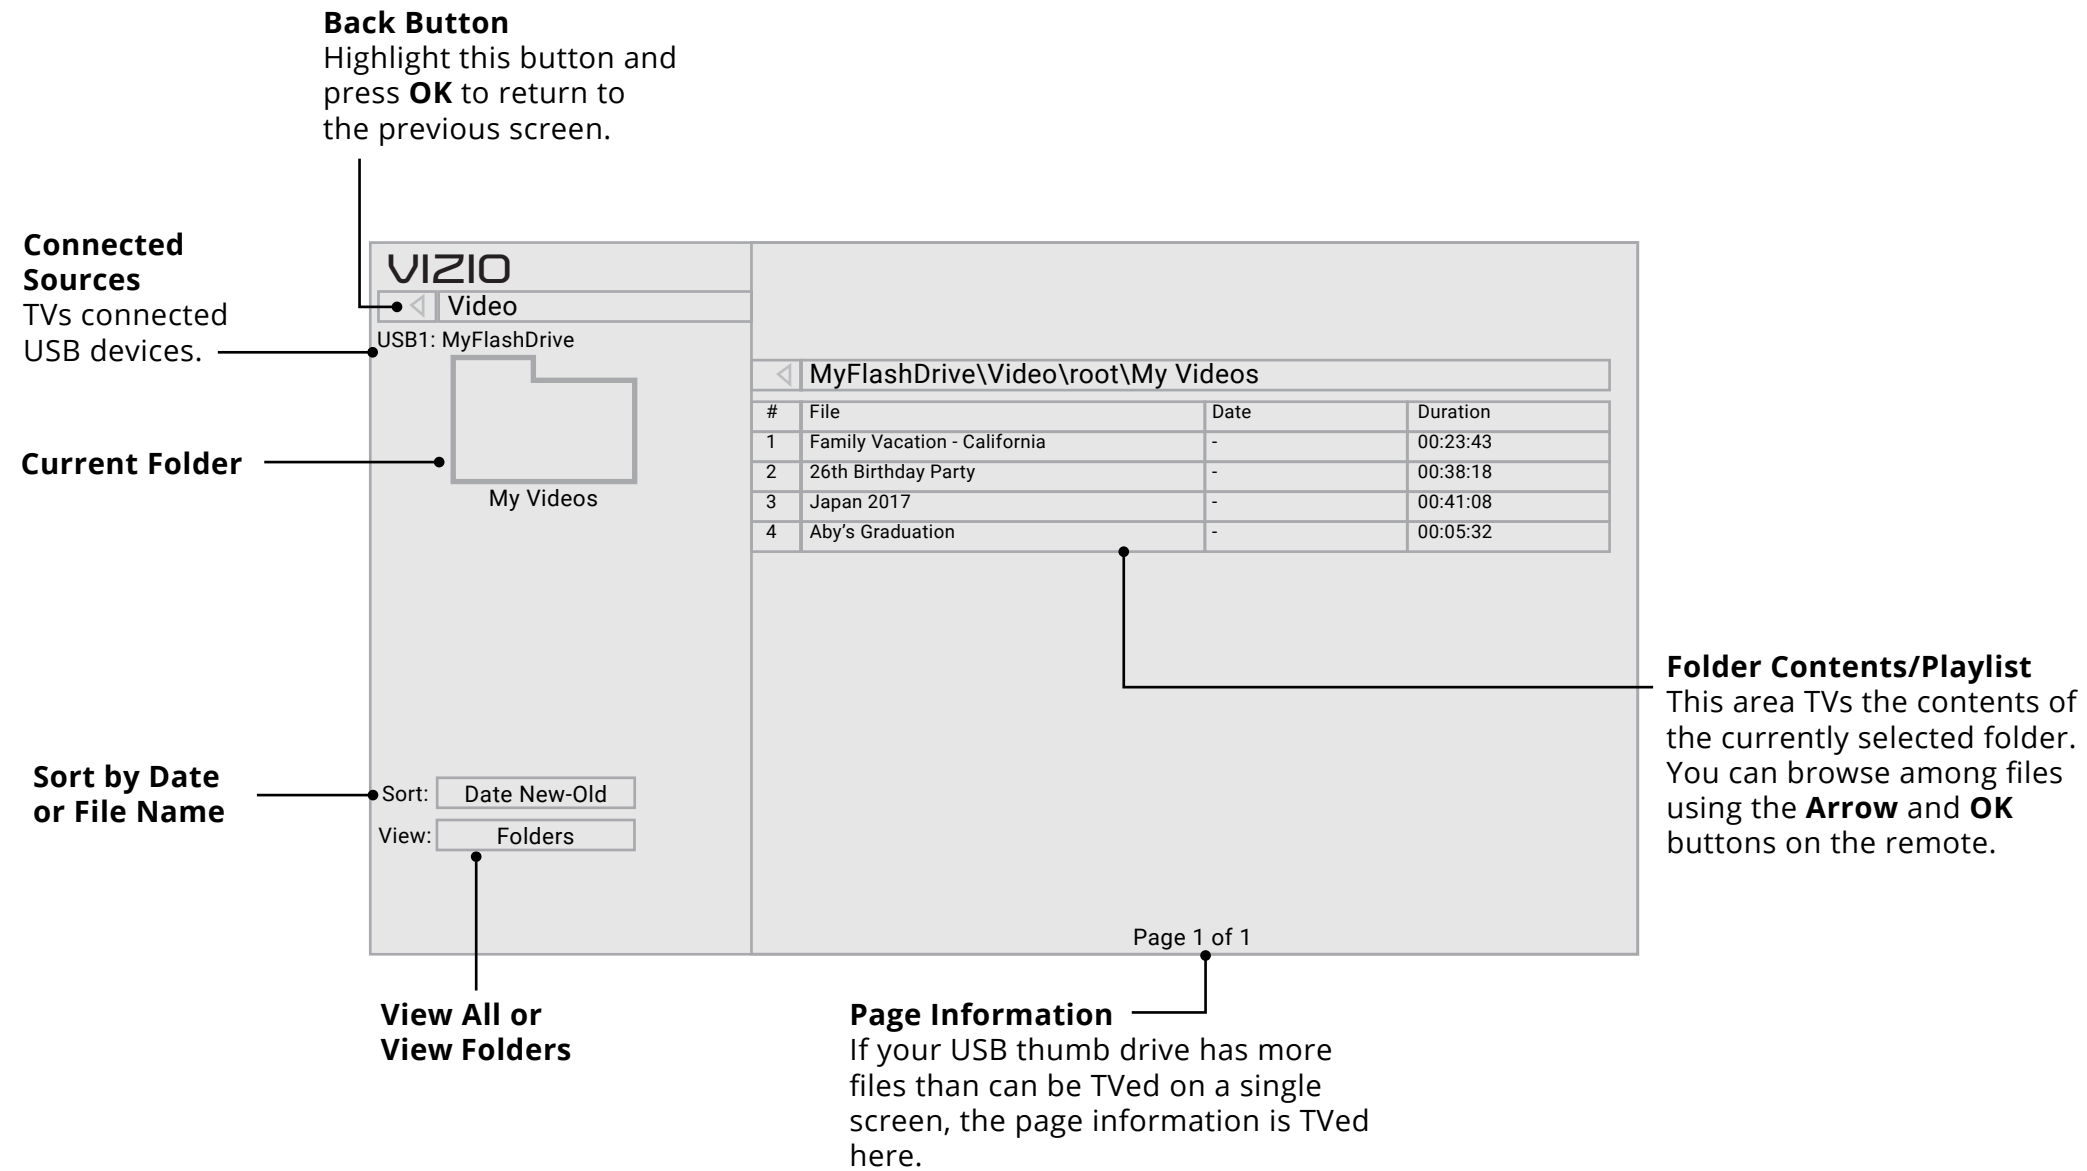 Back Button
Highlight this button and
press OK to return to
the previous screen.
Connected
Sources
TVs connected
USB devices.
Current Folder
Sort by Date
or File Name
VIZIO
Video
USB1: MyFlashDrive
My Videos
Sort: Date New-Old
View: Folders
MyFlashDrive\Video\root\My Videos
# File Date Duration
1 Family Vacation - California - 00:23:43
2 26th Birthday Party - 00:38:18
3 Japan 2017 - 00:41:08
4 Aby’s Graduation - 00:05:32
Page 1 of 1
Folder Contents/Playlist
This area TVs the contents of
the currently selected folder.
You can browse among files
using the Arrow and OK
buttons on the remote.
View All or
View Folders
Page Information
If your USB thumb drive has more
files than can be TVed on a single
screen, the page information is TVed
here.